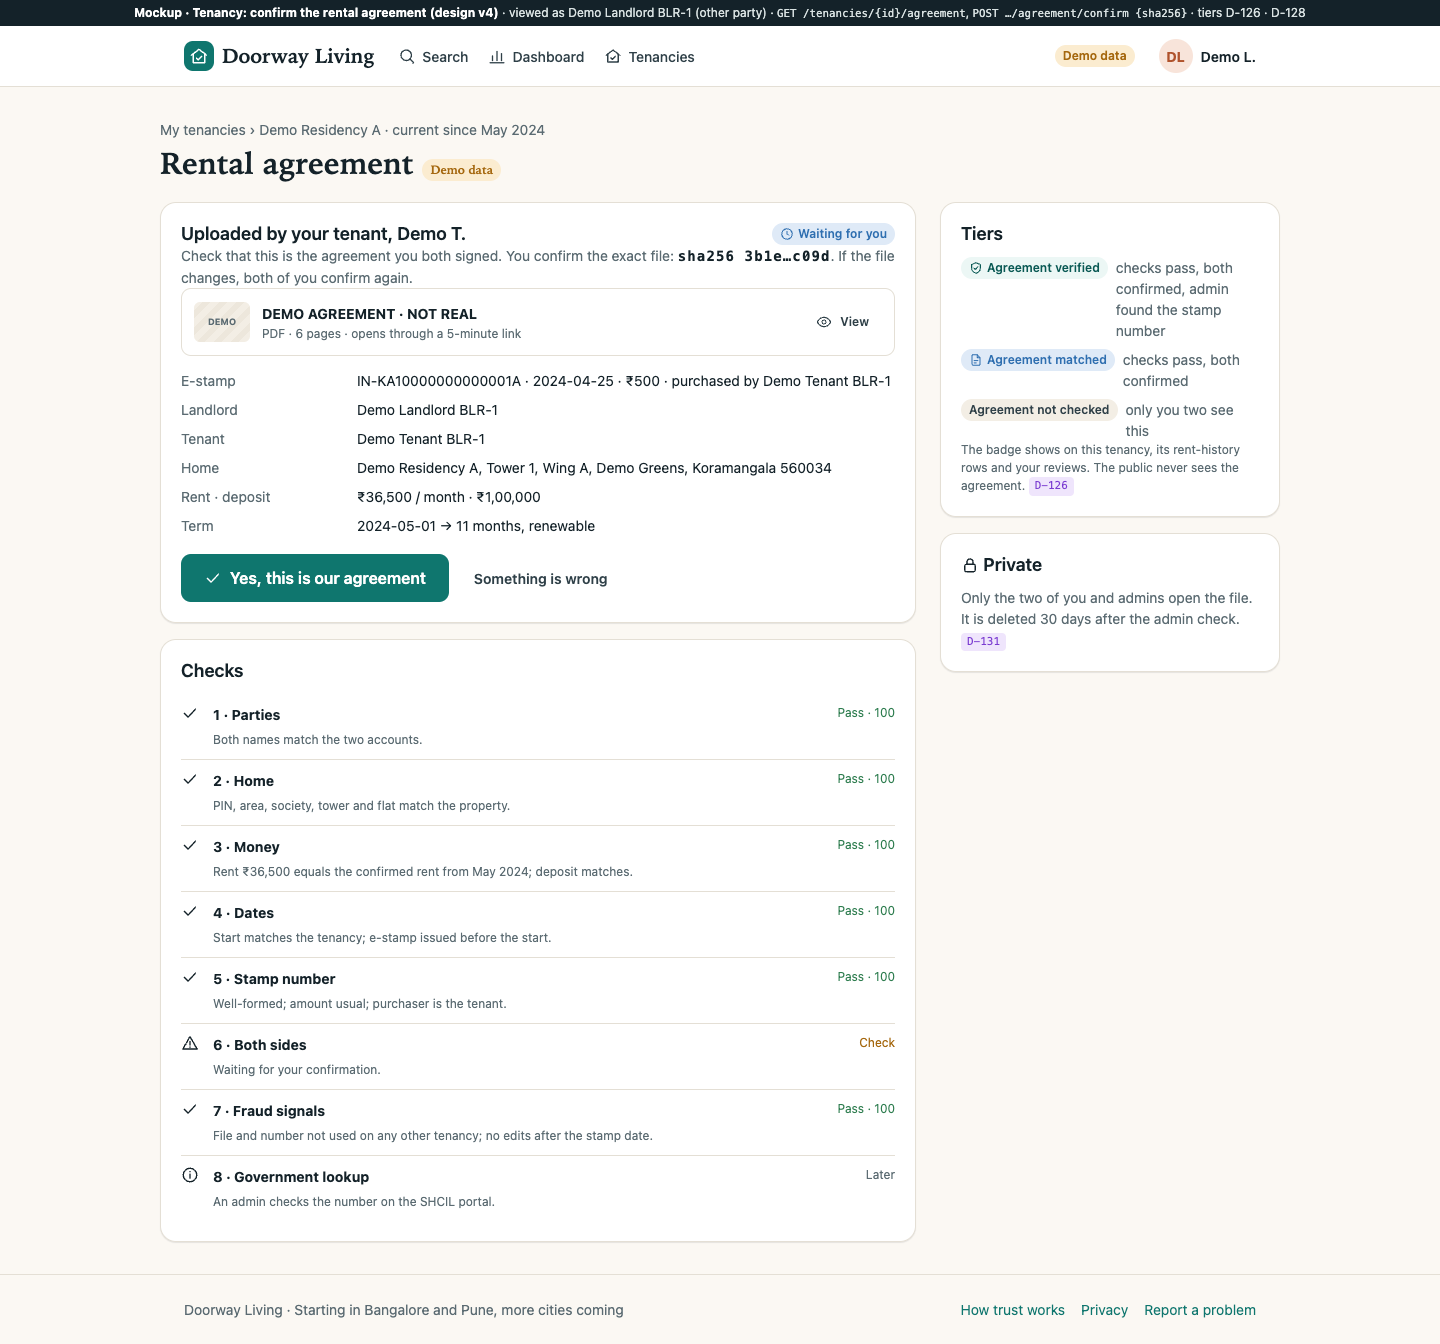 Mockup · Tenancy: confirm the rental agreement (design v4) · viewed as Demo Landlord BLR-1 (other party) · GET /tenancies/{id}/agreement, POST …/agreement/confirm {sha256} · tiers D-126 · D-128
Doorway Living
Search
Dashboard
Tenancies
Demo data
DL
Demo L.
My tenancies › Demo Residency A · current since May 2024
Rental agreement
Demo data
Uploaded by your tenant, Demo T.
Waiting for you
Check that this is the agreement you both signed. You confirm the exact file: sha256 3b1e…c09d. If the file
changes, both of you confirm again.
DEMO
DEMO AGREEMENT · NOT REAL
PDF · 6 pages · opens through a 5-minute link
View
E-stamp
IN-KA10000000000001A · 2024-04-25 · ₹500 · purchased by Demo Tenant BLR-1
Landlord
Demo Landlord BLR-1
Tenant
Demo Tenant BLR-1
Home
Demo Residency A, Tower 1, Wing A, Demo Greens, Koramangala 560034
Rent · deposit
₹36,500 / month · ₹1,00,000
Term
2024-05-01 → 11 months, renewable
Yes, this is our agreement
Something is wrong
Tiers
Agreement verified
checks pass, both
confirmed, admin
found the stamp
number
Agreement matched
checks pass, both
confirmed
Agreement not checked
only you two see
this
The badge shows on this tenancy, its rent-history
rows and your reviews. The public never sees the
agreement. D-126
Private
Only the two of you and admins open the file.
It is deleted 30 days after the admin check.
D-131
Checks
1 · Parties
Pass · 100
Both names match the two accounts.
2 · Home
Pass · 100
PIN, area, society, tower and flat match the property.
3 · Money
Pass · 100
Rent ₹36,500 equals the confirmed rent from May 2024; deposit matches.
4 · Dates
Pass · 100
Start matches the tenancy; e-stamp issued before the start.
5 · Stamp number
Pass · 100
Well-formed; amount usual; purchaser is the tenant.
6 · Both sides
Check
Waiting for your confirmation.
7 · Fraud signals
Pass · 100
File and number not used on any other tenancy; no edits after the stamp date.
8 · Government lookup
Later
An admin checks the number on the SHCIL portal.
Doorway Living · Starting in Bangalore and Pune, more cities coming
How trust works
Privacy
Report a problem